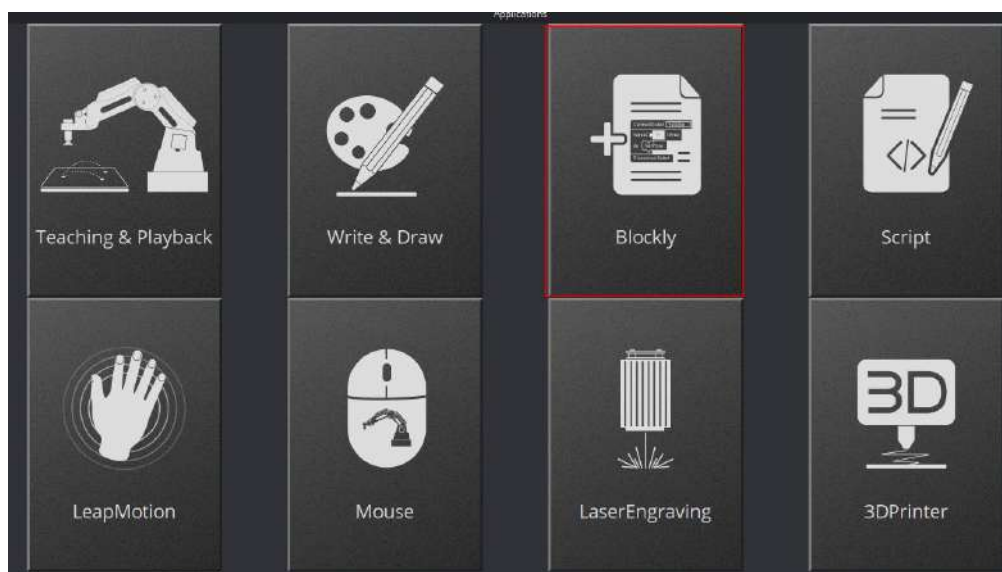 Applications
Teaching & Playback
Write & Draw
Blockly
Script
</>
LeapMotion
Mouse
LaserEngraving
3D
3DPrinter